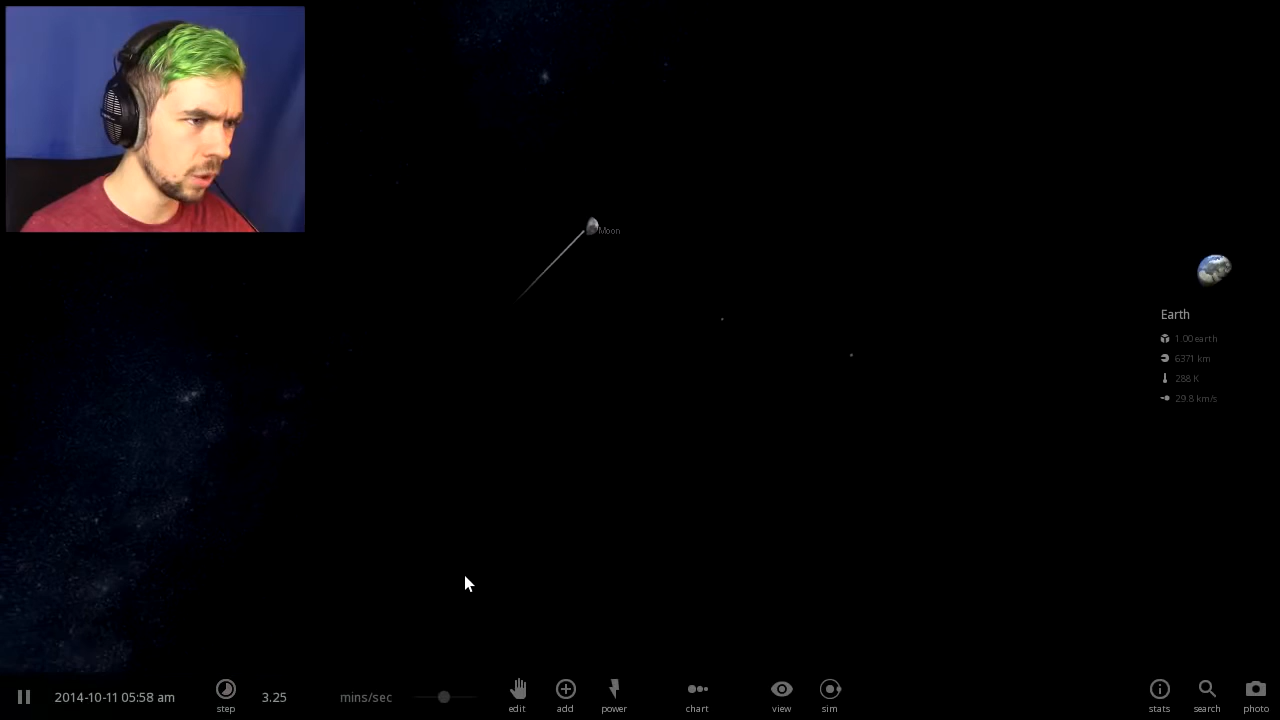 Moon
Earth
1.00 earth
6371 km
288 K
29.8 km/s
2014-10-11 05:58 am
step
3.25
mins/sec
edit
add
power
chart
view
sim
stats
search
photo